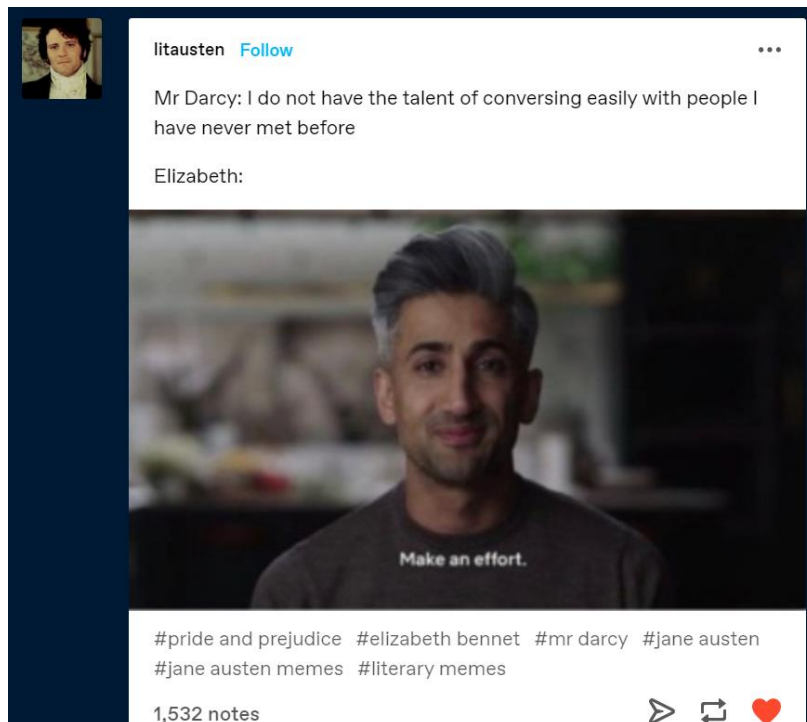 litausten Follow
Mr Darcy: I do not have the talent of conversing easily with people I
have never met before
Elizabeth:
Make an effort.
#pride and prejudice #elizabeth bennet #mr darcy #jane austen
#jane austen memes #literary memes
1,532 notes